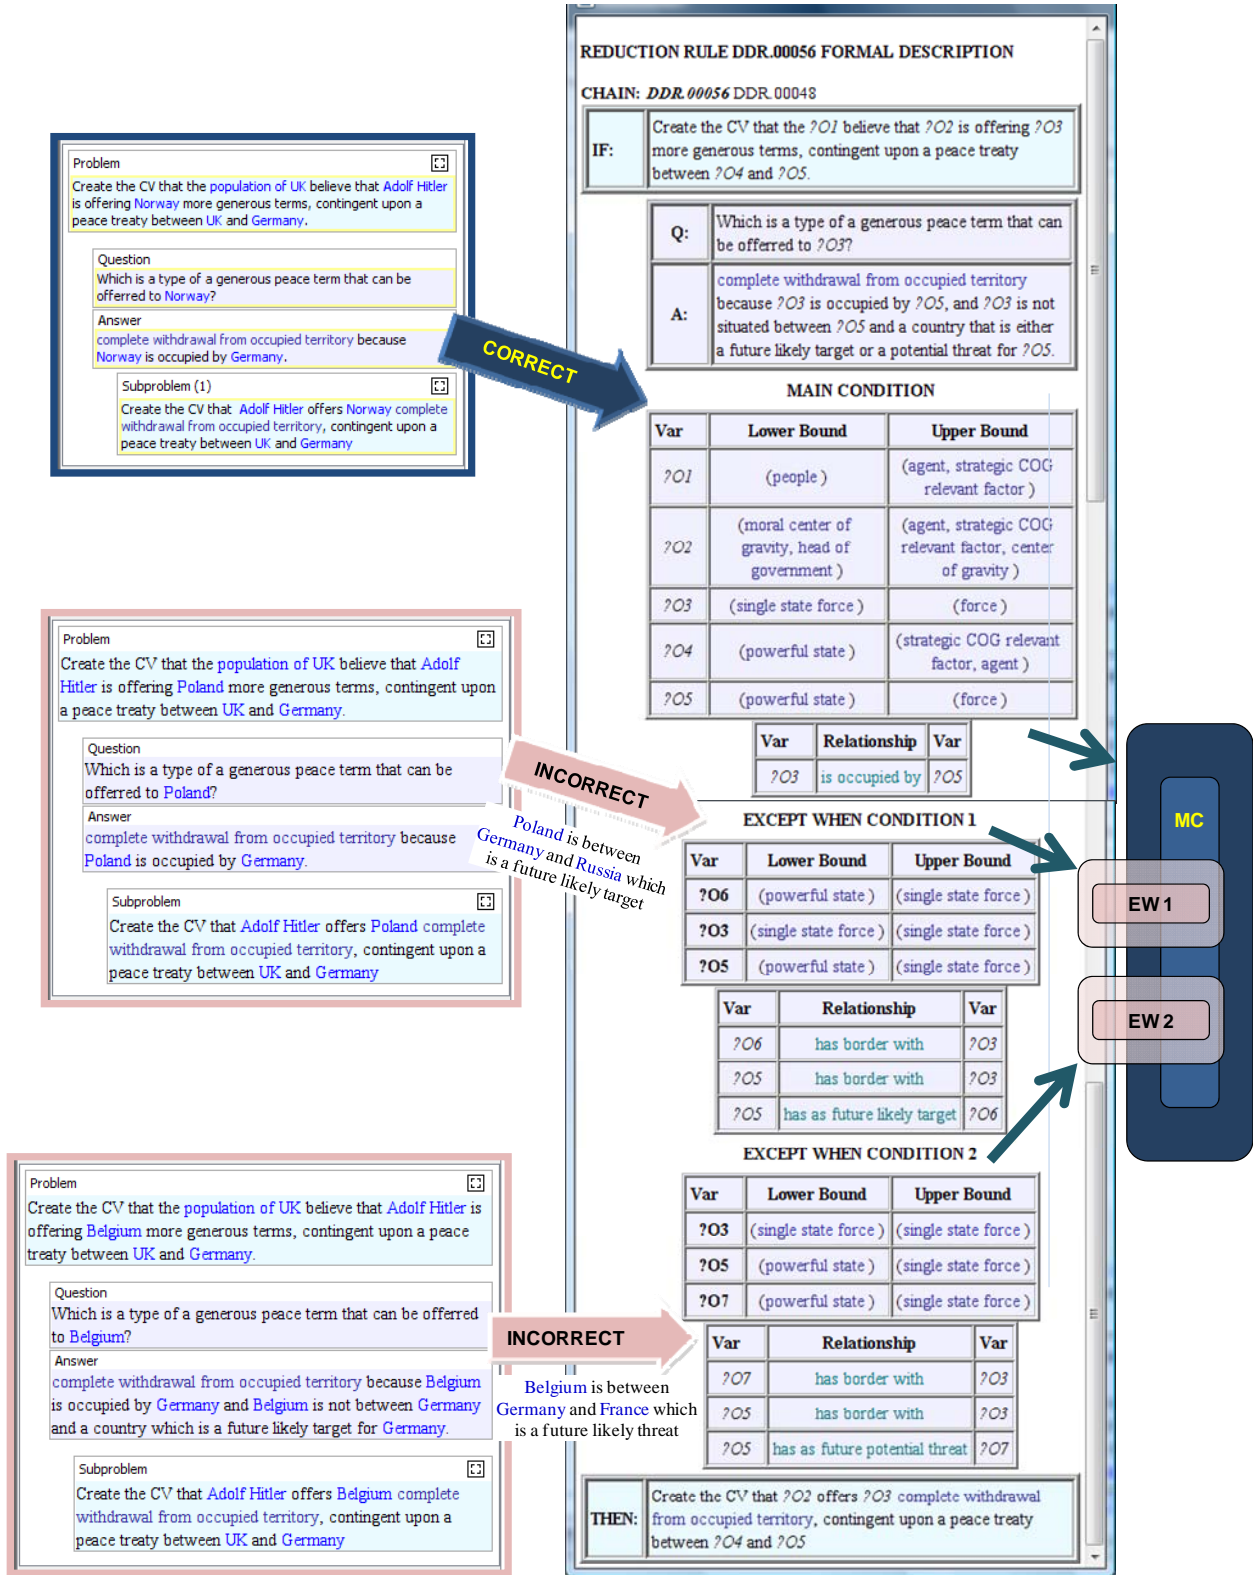 REDUCTION RULE DDR.00056 FORMAL DESCRIPTION
CHAIN: DDR.00056 DDR.00048
IF:
Create the CV that the ?O1 believe that ?O2 is offering ?O3
more generous terms, contingent upon a peace treaty
between ?O4 and ?O5.
Q:
Which is a type of a generous peace term that can
be offerred to ?O3?
A:
complete withdrawal from occupied territory
because ?O3 is occupied by ?O5, and ?O3 is not
situated between ?O5 and a country that is either
a future likely target or a potential threat for ?O5.
MAIN CONDITION
Var Lower Bound Upper Bound
?O1 (people ) (agent, strategic COG
relevant factor )
?O2 (moral center of
gravity, head of
government ) (agent, strategic COG
relevant factor, center
of gravity )
?O3 (single state force ) (force )
?O4 (powerful state ) (strategic COG relevant
factor, agent )
?O5 (powerful state ) (force )
Var Relationship Var
?O3 is occupied by ?O5
EXCEPT WHEN CONDITION 1
Var Lower Bound Upper Bound
?O6 (powerful state ) (single state force )
?O3 (single state force ) (single state force )
?O5 (powerful state ) (single state force )
Var Relationship Var
?O6 has border with ?O3
?O5 has border with ?O3
?O5 has as future likely target ?O6
EXCEPT WHEN CONDITION 2
Var Lower Bound Upper Bound
?O3 (single state force ) (single state force )
?O5 (powerful state ) (single state force )
?O7 (powerful state ) (single state force )
Var Relationship Var
?O7 has border with ?O3
?O5 has border with ?O3
?O5 has as future potential threat ?O7
THEN:
Create the CV that ?O2 offers ?O3 complete withdrawal
from occupied territory, contingent upon a peace treaty
between ?O4 and ?O5
Problem
Create the CV that the population of UK believe that Adolf Hitler
is offering Norway more generous terms, contingent upon a
peace treaty between UK and Germany.
Question
Which is a type of a generous peace term that can be
offerred to Norway?
Answer
complete withdrawal from occupied territory because
Norway is occupied by Germany.
Subproblem (1)
Create the CV that Adolf Hitler offers Norway complete
withdrawal from occupied territory, contingent upon a
peace treaty between UK and Germany
CORRECT
Problem
Create the CV that the population of UK believe that Adolf
Hitler is offering Poland more generous terms, contingent upon
a peace treaty between UK and Germany.
Question
Which is a type of a generous peace term that can be
offerred to Poland?
Answer
complete withdrawal from occupied territory because
Poland is occupied by Germany.
Subproblem
Create the CV that Adolf Hitler offers Poland complete
withdrawal from occupied territory, contingent upon a
peace treaty between UK and Germany
INCORRECT
Poland is between
Germany and Russia which
is a future likely target
Problem
Create the CV that the population of UK believe that Adolf Hitler is
offering Belgium more generous terms, contingent upon a peace
treaty between UK and Germany.
Question
Which is a type of a generous peace term that can be offerred
to Belgium?
Answer
complete withdrawal from occupied territory because Belgium
is occupied by Germany and Belgium is not between Germany
and a country which is a future likely target for Germany.
Subproblem
Create the CV that Adolf Hitler offers Belgium complete
withdrawal from occupied territory, contingent upon a
peace treaty between UK and Germany
INCORRECT
Belgium is between
Germany and France which
is a future likely threat
MC
EW 1
EW 2